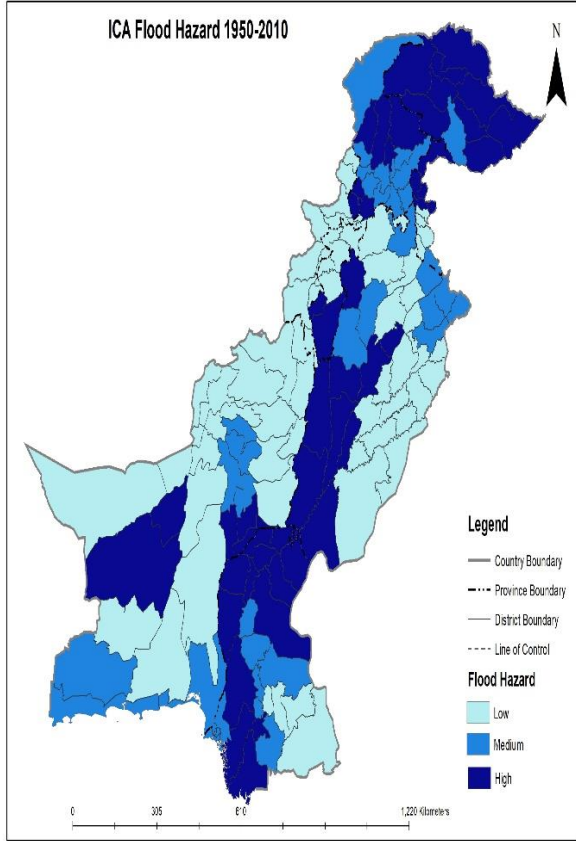 ICA Flood Hazard 1950-2010
N
Legend
Country Boundary
Province Boundary
District Boundary
Line of Control
Flood Hazard
Low
Medium
High
0 305 610 1,220 Kilometers